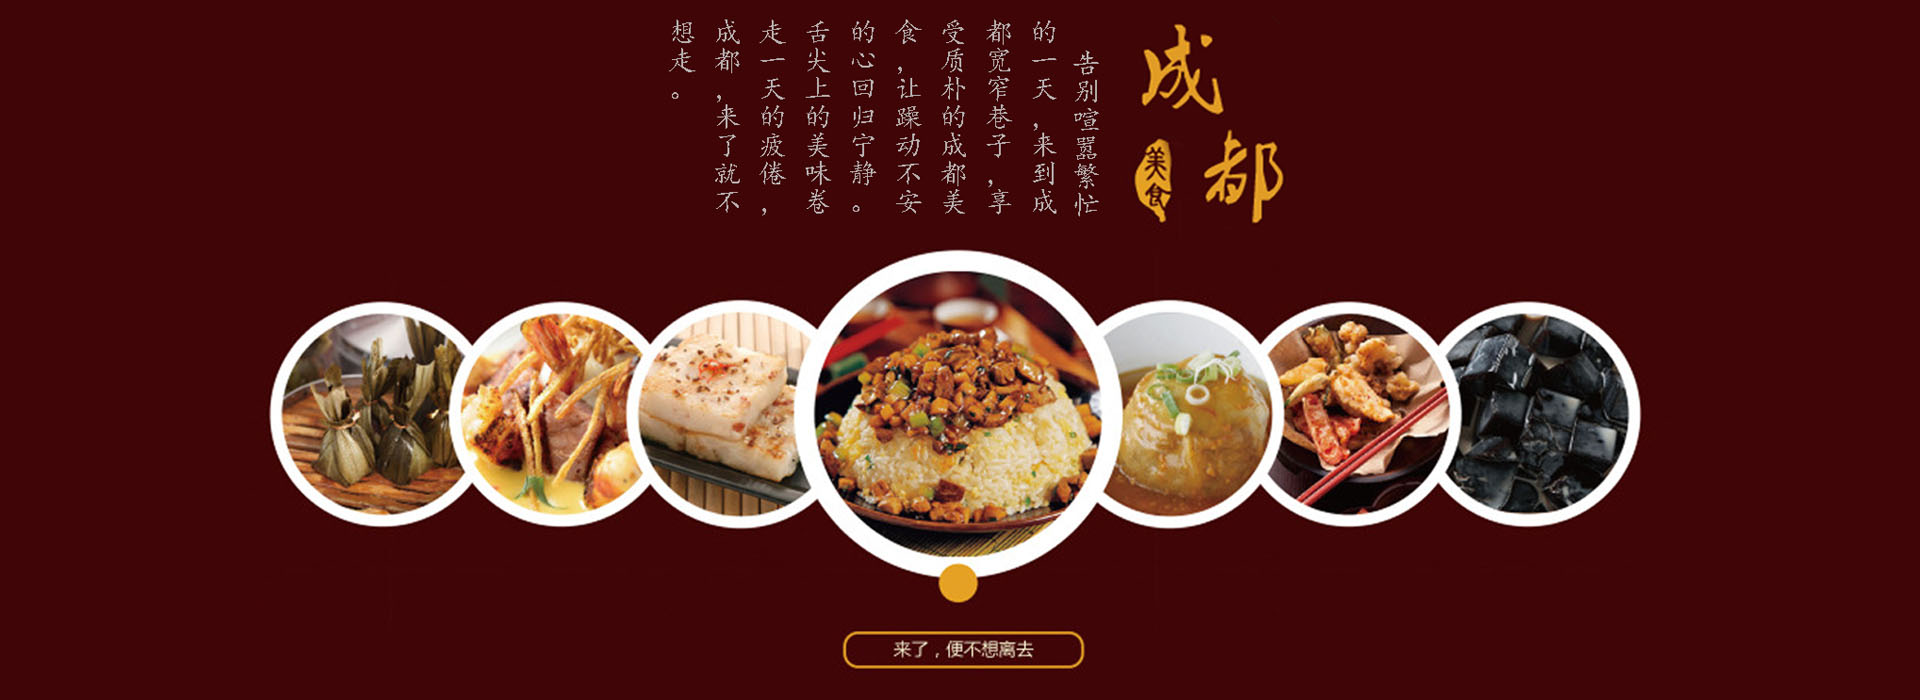 成都
美食
告别喧嚣繁忙
的一天,来到成
都宽窄巷子,享
受质朴的成都美
食,让躁动不安
的心回归宁静。
舌尖上的美味卷
走一天的疲倦,
成都,来了就不
想走。
来了,便不想离去